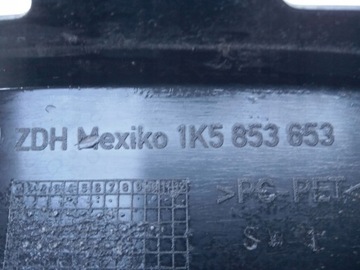 ZDH Mexiko 1K5 853 653
>PC PET<